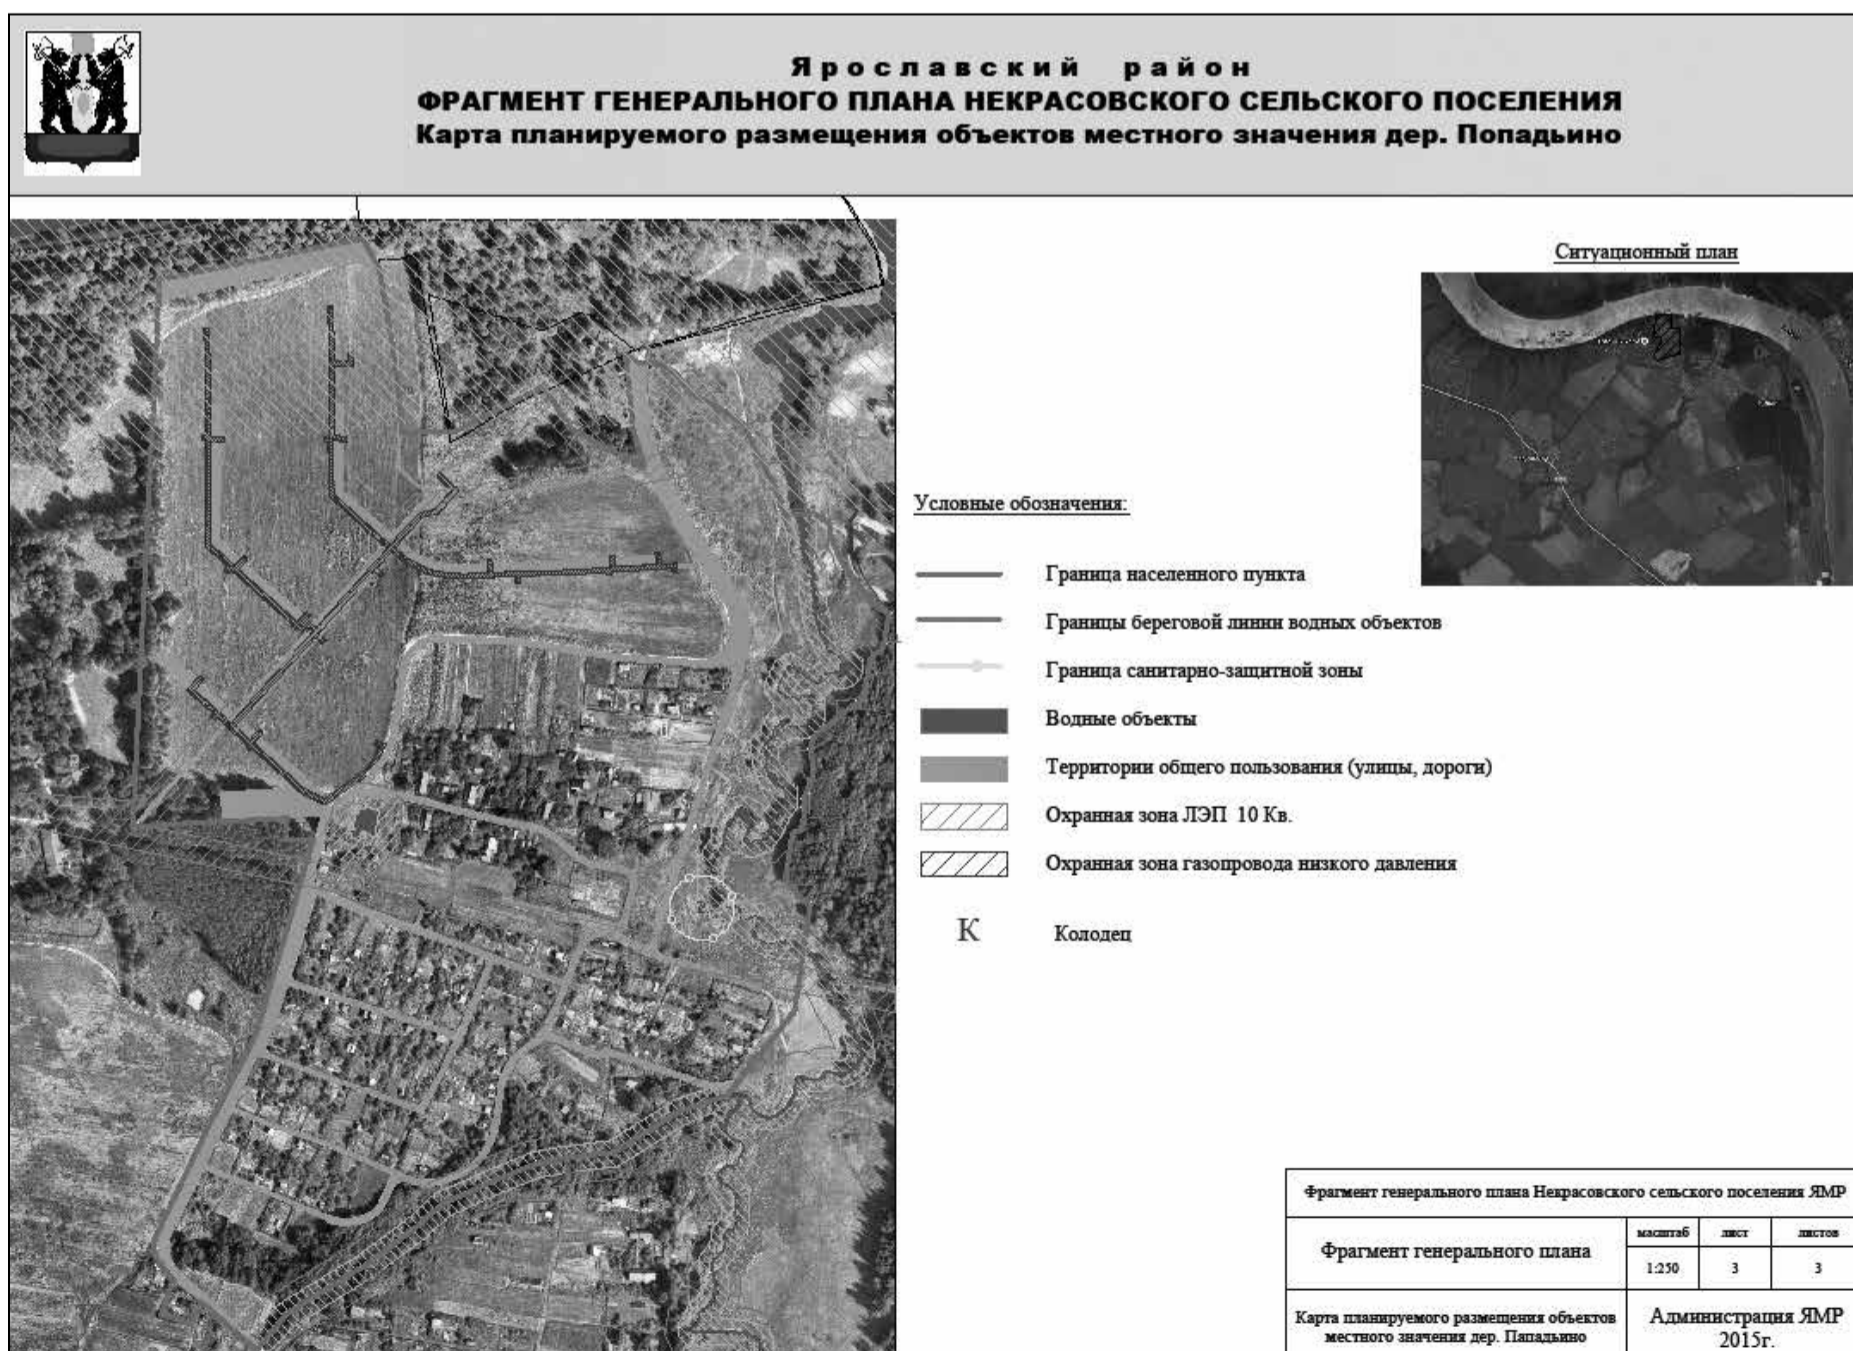 Ярославский район
ФРАГМЕНТ ГЕНЕРАЛЬНОГО ПЛАНА НЕКРАСОВСКОГО СЕЛЬСКОГО ПОСЕЛЕНИЯ
Карта планируемого размещения объектов местного значения дер. Попадьино
Ситуационный план
Условные обозначения:
Граница населенного пункта
Границы береговой линии водных объектов
Граница санитарно-защитной зоны
Водные объекты
Территории общего пользования (улицы, дороги)
Охранная зона ЛЭП 10 Кв.
Охранная зона газопровода низкого давления
К Колодец
Фрагмент генерального плана Некрасовского сельского поселения ЯМР
Фрагмент генерального плана
масштаб лист листов
1:250 3 3
Карта планируемого размещения объектов
местного значения дер. Пападьино
Администрация ЯМР
2015г.